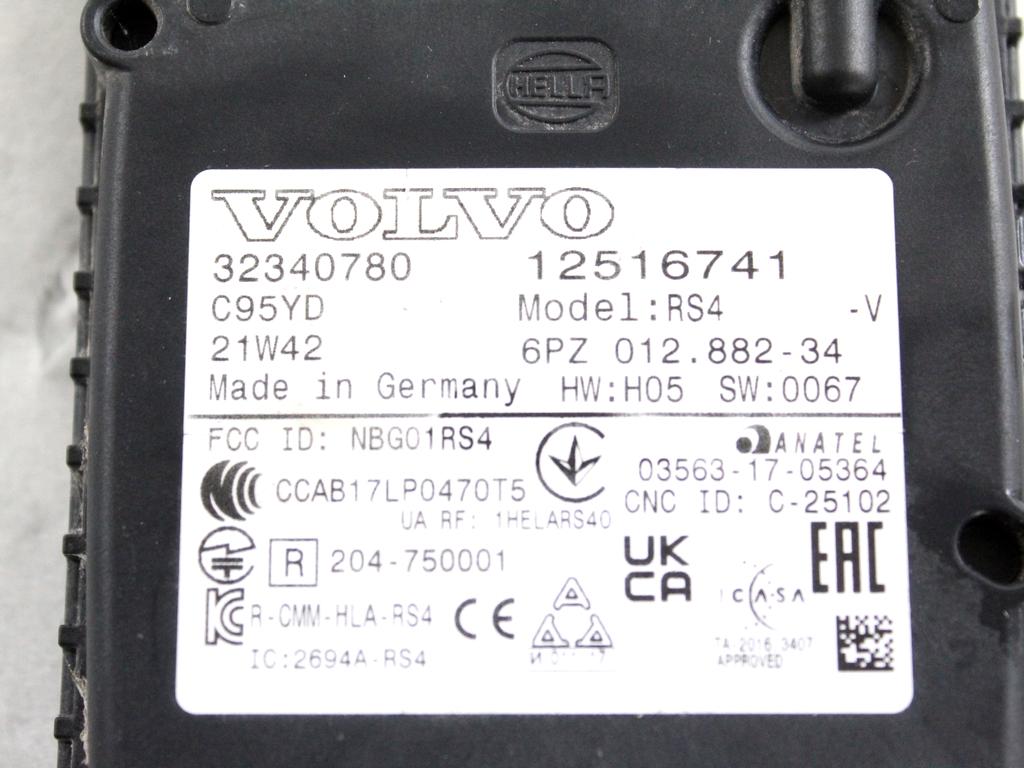 HELLA
VOLVO
32340780 12516741
C95YD Model:RS4 -V
21W42 6PZ 012.882-34
Made in Germany HW:H05 SW:0067
FCC ID: NBG01RS4 ANATEL
03563-17-05364
CCAB17LP0470T5 CNC ID: C-25102
UA RF: 1HELARS40
R 204-750001 UK CA EAC
ICASA
R-CMM-HLA-RS4 CE
IC:2694A-RS4 TA-2016 3407
APPROVED